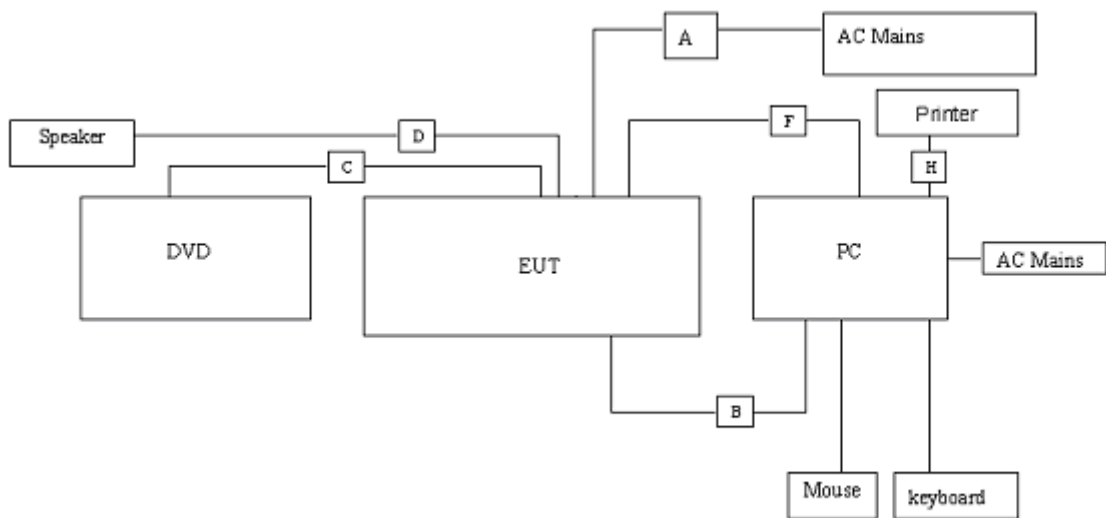 A
AC Mains
Printer
Speaker
D
F
C
H
DVD
EUT
PC
AC Mains
B
Mouse
keyboard